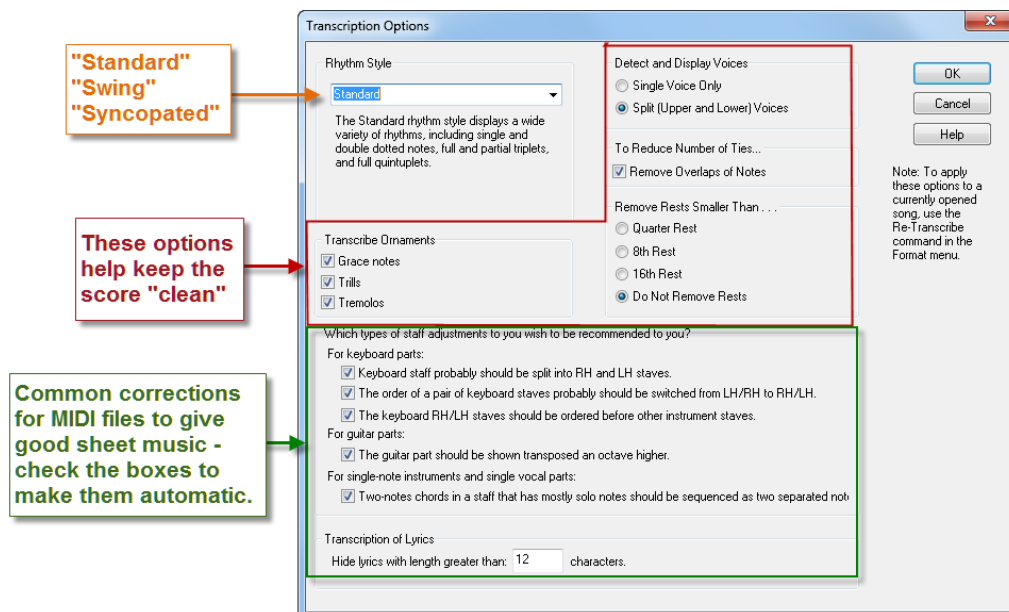 Transcription Options
"Standard"
"Swing"
"Syncopated"
Rhythm Style
Standard
The Standard rhythm style displays a wide
variety of rhythms, including single and
double dotted notes, full and partial triplets,
and full quintuplets.
Detect and Display Voices
Single Voice Only
Split (Upper and Lower) Voices
To Reduce Number of Ties...
Remove Overlaps of Notes
Remove Rests Smaller Than . . .
Quarter Rest
8th Rest
16th Rest
Do Not Remove Rests
OK
Cancel
Help
Note: To apply
these options to a
currently opened
song, use the
Re-Transcribe
command in the
Format menu.
These options
help keep the
score "clean"
Transcribe Ornaments
Grace notes
Trills
Tremolos
Common corrections
for MIDI files to give
good sheet music -
check the boxes to
make them automatic.
Which types of staff adjustments to you wish to be recommended to you?
For keyboard parts:
Keyboard staff probably should be split into RH and LH staves.
The order of a pair of keyboard staves probably should be switched from LH/RH to RH/LH.
The keyboard RH/LH staves should be ordered before other instrument staves.
For guitar parts:
The guitar part should be shown transposed an octave higher.
For single-note instruments and single vocal parts:
Two-notes chords in a staff that has mostly solo notes should be sequenced as two separated not
Transcription of Lyrics
Hide lyrics with length greater than: 12 characters.